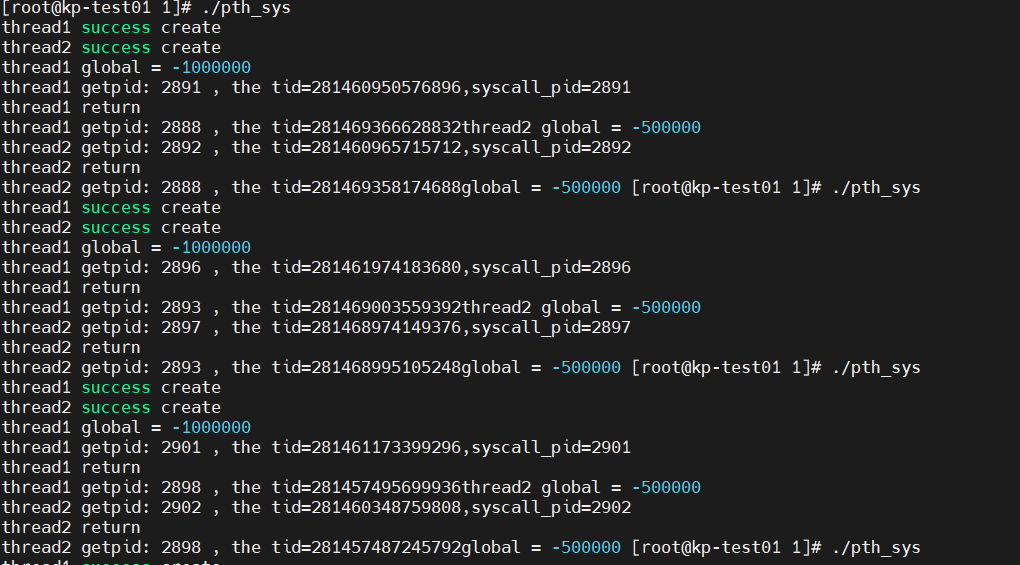 [root@kp-test01 1]# ./pth_sys
thread1 success create
thread2 success create
thread1 global = -1000000
thread1 getpid: 2891 , the tid=281460950576896,syscall_pid=2891
thread1 return
thread1 getpid: 2888 , the tid=281469366628832thread2 global = -500000
thread2 getpid: 2892 , the tid=281460965715712,syscall_pid=2892
thread2 return
thread2 getpid: 2888 , the tid=281469358174688global = -500000 [root@kp-test01 1]# ./pth_sys
thread1 success create
thread2 success create
thread1 global = -1000000
thread1 getpid: 2896 , the tid=281461974183680,syscall_pid=2896
thread1 return
thread1 getpid: 2893 , the tid=281469003559392thread2 global = -500000
thread2 getpid: 2897 , the tid=281468974149376,syscall_pid=2897
thread2 return
thread2 getpid: 2893 , the tid=281468995105248global = -500000 [root@kp-test01 1]# ./pth_sys
thread1 success create
thread2 success create
thread1 global = -1000000
thread1 getpid: 2901 , the tid=281461173399296,syscall_pid=2901
thread1 return
thread1 getpid: 2898 , the tid=281457495699936thread2 global = -500000
thread2 getpid: 2902 , the tid=281460348759808,syscall_pid=2902
thread2 return
thread2 getpid: 2898 , the tid=281457487245792global = -500000 [root@kp-test01 1]# ./pth_sys